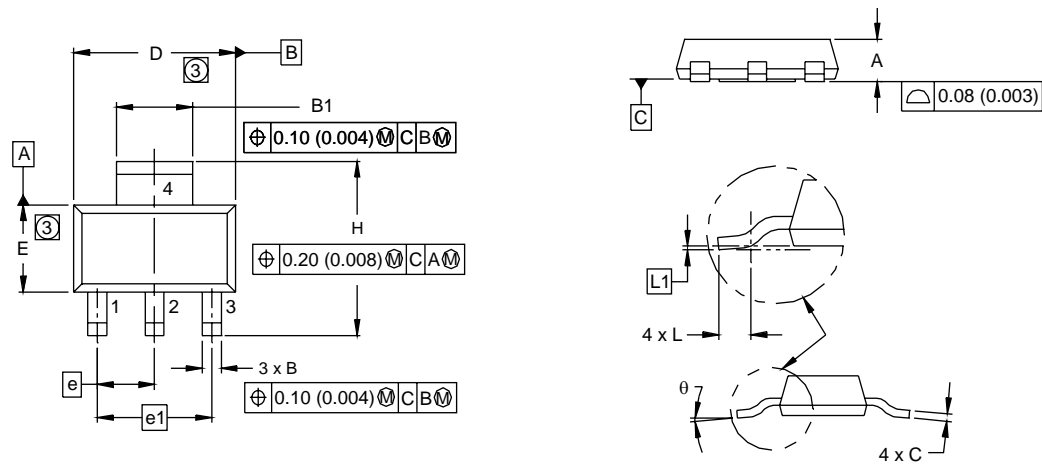 D
B
3
B1
⌖ 0.10 (0.004) Ⓜ C B Ⓜ
A
4
3
E
H
⌖ 0.20 (0.008) Ⓜ C A Ⓜ
1 2 3
e
3 x B
⌖ 0.10 (0.004) Ⓜ C B Ⓜ
e1
A
C
⌓ 0.08 (0.003)
L1
4 x L
θ
4 x C